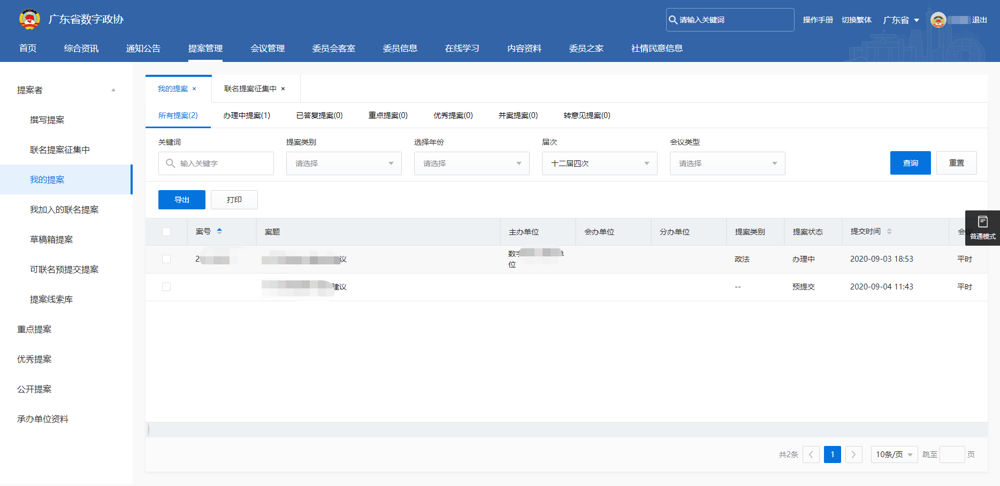 广东省数字政协
请输入关键词
操作手册
切换繁体
广东省
退出
首页
综合资讯
通知公告
提案管理
会议管理
委员会客室
委员信息
在线学习
内容资料
委员之家
社情民意信息
提案者
撰写提案
联名提案征集中
我的提案
我加入的联名提案
草稿箱提案
可联名预提交提案
提案线索库
重点提案
优秀提案
公开提案
承办单位资料
我的提案 ×
联名提案征集中 ×
所有提案(2)
办理中提案(1)
已答复提案(0)
重点提案(0)
优秀提案(0)
并案提案(0)
转意见提案(0)
关键词
提案类别
选择年份
届次
会议类型
输入关键字
请选择
请选择
十二届四次
请选择
查询
重置
导出
打印
案号
案题
主办单位
会办单位
分办单位
提案类别
提案状态
提交时间
会议
普通模式
2
议
数字
单
位
政法
办理中
2020-09-03 18:53
平时
建议
--
预提交
2020-09-04 11:43
平时
共2条
1
10条/页
跳至
页